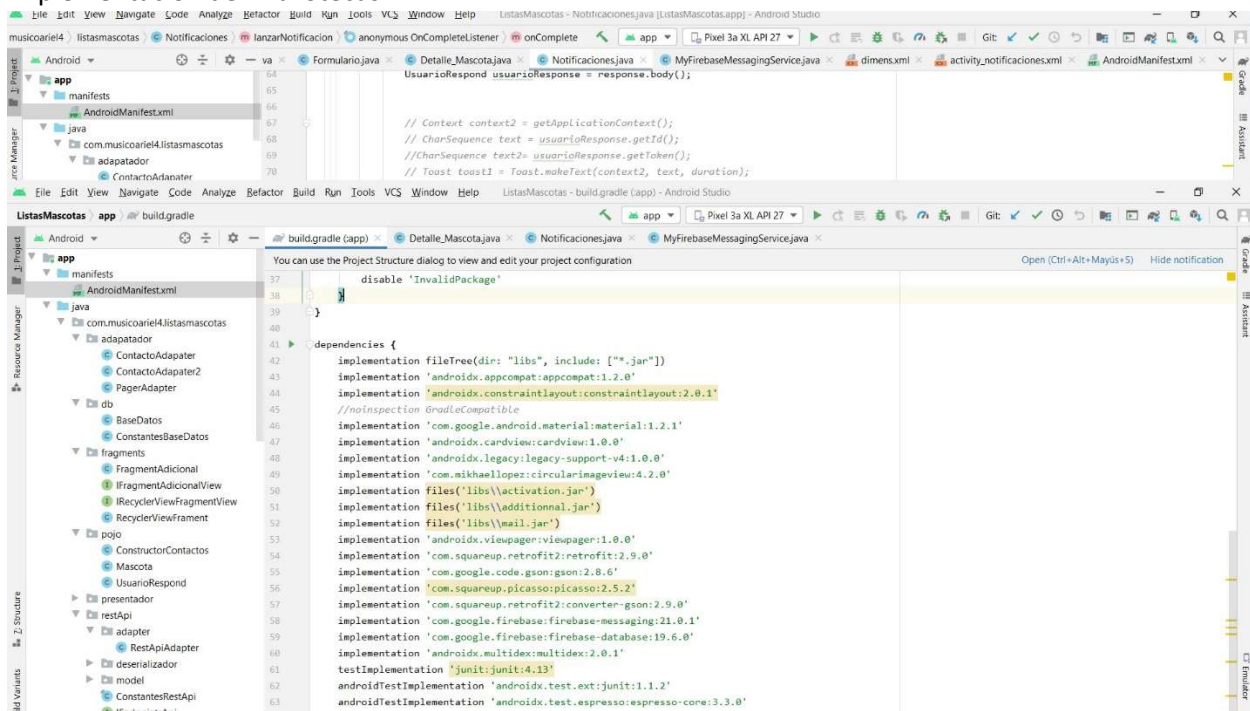 File Edit View Navigate Code Analyze Refactor Build Run Tools VCS Window Help ListasMascotas - Notificaciones.java [ListasMascotas.app] - Android Studio
musicoariel4 listasmascotas Notificaciones lanzarNotificacion anonymous OnCompleteListener onComplete app Pixel 3a XL API 27 Git:
Android va Formulario.java Detalle_Mascota.java Notificaciones.java MyFirebaseMessagingService.java dimens.xml activity_notificaciones.xml AndroidManifest.xml
1: Project
Gradle
app
manifests
AndroidManifest.xml
java
com.musicoariel4.listasmascotas
adapatador
ContactoAdapater
Assistant
64 UsuarioRespond usuarioResponse = response.body();
65
66
67 // Context context2 = getApplicationContext();
68 // CharSequence text = usuarioResponse.getId();
69 //CharSequence text2= usuarioResponse.getToken();
70 // Toast toast1 = Toast.makeText(context2, text, duration);
File Edit View Navigate Code Analyze Refactor Build Run Tools VCS Window Help ListasMascotas - build.gradle (:app) - Android Studio
ListasMascotas app build.gradle app Pixel 3a XL API 27 Git:
Android build.gradle (:app) Detalle_Mascota.java Notificaciones.java MyFirebaseMessagingService.java
You can use the Project Structure dialog to view and edit your project configuration Open (Ctrl+Alt+Mayús+S) Hide notification
1: Project
Resource Manager
7: Structure
Gradle
Assistant
Emulator
app
manifests
AndroidManifest.xml
java
com.musicoariel4.listasmascotas
adapatador
ContactoAdapater
ContactoAdapater2
PagerAdapter
db
BaseDatos
ConstantesBaseDatos
fragments
FragmentAdicional
IFragmentAdicionalView
IRecyclerViewFragmentView
RecyclerViewFrament
pojo
ConstructorContactos
Mascota
UsuarioRespond
presentador
restApi
adapter
RestApiAdapter
deserializador
model
ConstantesRestApi
37 disable 'InvalidPackage'
38 }
39 }
40
41 dependencies {
42 implementation fileTree(dir: "libs", include: ["*.jar"])
43 implementation 'androidx.appcompat:appcompat:1.2.0'
44 implementation 'androidx.constraintlayout:constraintlayout:2.0.1'
45 //noinspection GradleCompatible
46 implementation 'com.google.android.material:material:1.2.1'
47 implementation 'androidx.cardview:cardview:1.0.0'
48 implementation 'androidx.legacy:legacy-support-v4:1.0.0'
49 implementation 'com.mikhaellopez:circularimageview:4.2.0'
50 implementation files('libs\\activation.jar')
51 implementation files('libs\\additionnal.jar')
52 implementation files('libs\\mail.jar')
53 implementation 'androidx.viewpager:viewpager:1.0.0'
54 implementation 'com.squareup.retrofit2:retrofit:2.9.0'
55 implementation 'com.google.code.gson:gson:2.8.6'
56 implementation 'com.squareup.picasso:picasso:2.5.2'
57 implementation 'com.squareup.retrofit2:converter-gson:2.9.0'
58 implementation 'com.google.firebase:firebase-messaging:21.0.1'
59 implementation 'com.google.firebase:firebase-database:19.6.0'
60 implementation 'androidx.multidex:multidex:2.0.1'
61 testImplementation 'junit:junit:4.13'
62 androidTestImplementation 'androidx.test.ext:junit:1.1.2'
63 androidTestImplementation 'androidx.test.espresso:espresso-core:3.3.0'